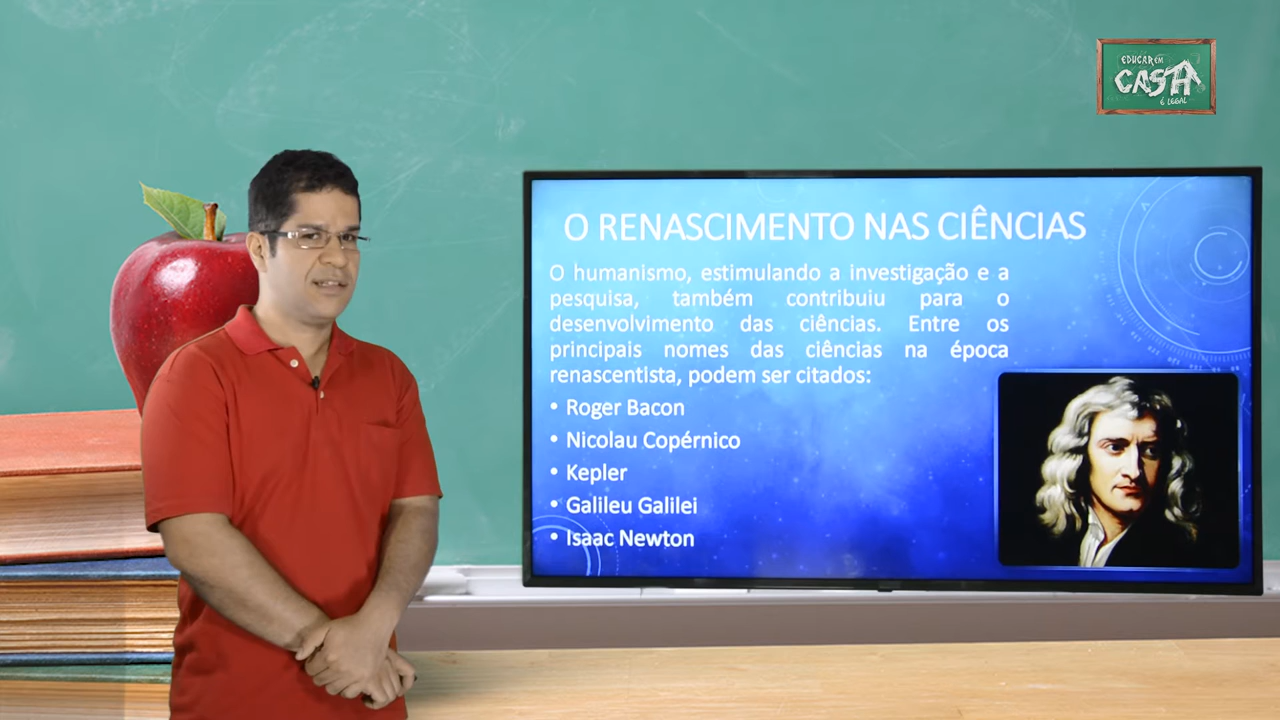 EDUCAR EM
CASA
É LEGAL
O RENASCIMENTO NAS CIÊNCIAS
O humanismo, estimulando a investigação e a
pesquisa, também contribuiu para o
desenvolvimento das ciências. Entre os
principais nomes das ciências na época
renascentista, podem ser citados:
• Roger Bacon
• Nicolau Copérnico
• Kepler
• Galileu Galilei
• Isaac Newton